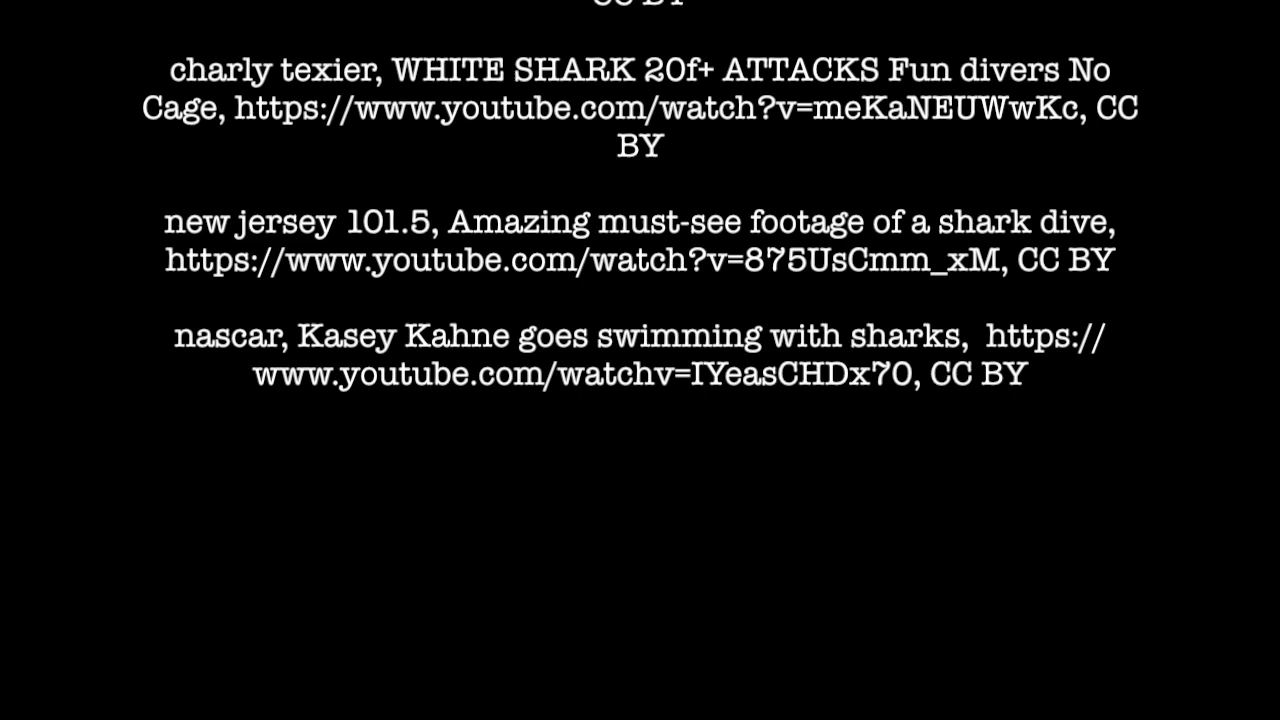 CC BY
charly texier, WHITE SHARK 20f+ ATTACKS Fun divers No
Cage, https://www.youtube.com/watch?v=meKaNEUWwKc, CC
BY
new jersey 101.5, Amazing must-see footage of a shark dive,
https://www.youtube.com/watch?v=875UsCmm_xM, CC BY
nascar, Kasey Kahne goes swimming with sharks,  https://
www.youtube.com/watchv=IYeasCHDx70, CC BY